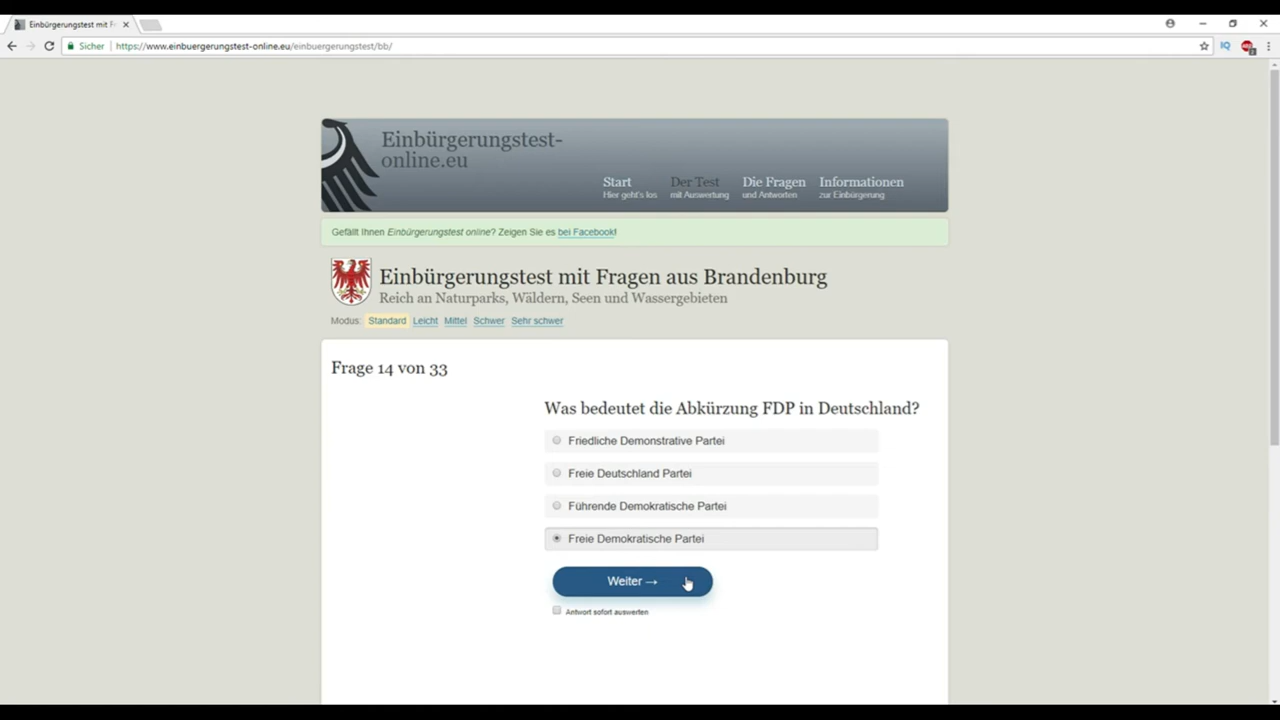 Einbürgerungstest mit Fr
Sicher
https://www.einbuergerungstest-online.eu/einbuergerungstest/bb/
IQ
Einbürgerungstest-
online.eu
Start
Hier geht's los
Der Test
mit Auswertung
Die Fragen
und Antworten
Informationen
zur Einbürgerung
Gefällt Ihnen Einbürgerungstest online? Zeigen Sie es bei Facebook!
Einbürgerungstest mit Fragen aus Brandenburg
Reich an Naturparks, Wäldern, Seen und Wassergebieten
Modus: Standard Leicht Mittel Schwer Sehr schwer
Frage 14 von 33
Was bedeutet die Abkürzung FDP in Deutschland?
Friedliche Demonstrative Partei
Freie Deutschland Partei
Führende Demokratische Partei
Freie Demokratische Partei
Weiter →
Antwort sofort auswerten